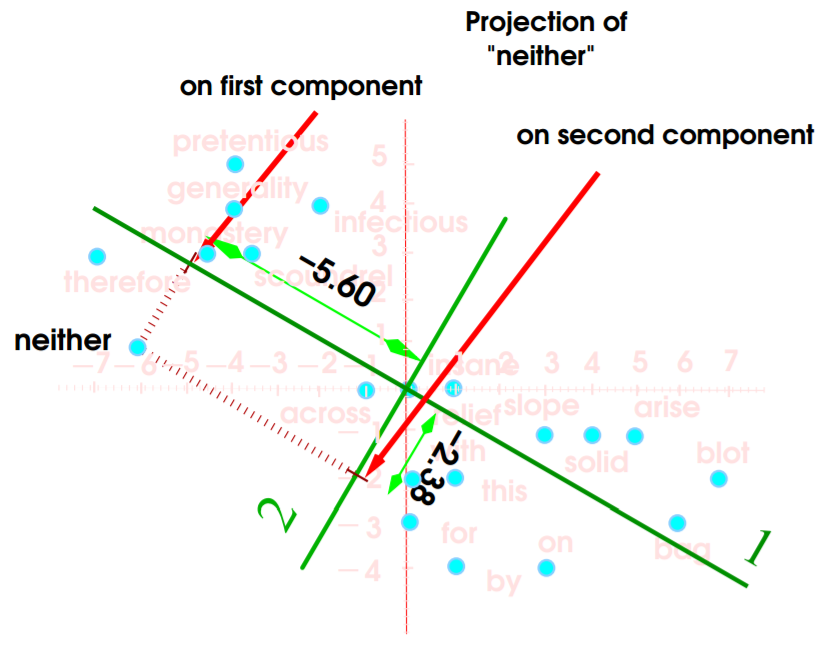 Projection of
"neither"
on first component
on second component
pretentious
5
generality
4
infectious
monastery
3
therefore
scoundrel
−5.60
2
neither
1
−7 −6 −5 −4 −3 −2 −1
insane
2 3 4 5 6 7
across
relief
slope
arise
−1
with
−2.38
solid
blot
−2
this
2
−3
for
on
bag
1
−4
by